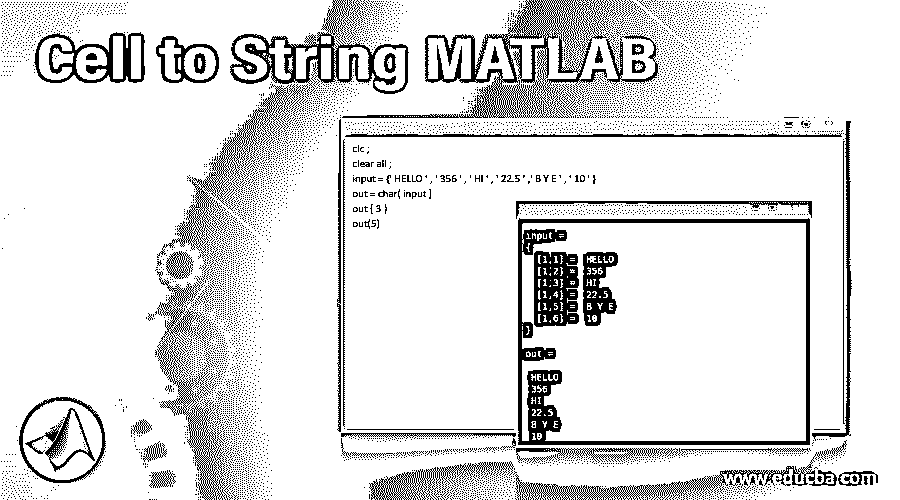 Cell to String MATLAB
clc ;
clear all ;
input = {' HELLO ' , ' 356 ' , ' HI ' , ' 22.5 ' , ' B Y E ' , ' 10 ' }
out = char( input )
out ( 3 )
out(5)
input =
{
[1,1] = HELLO
[1,2] = 356
[1,3] = HI
[1,4] = 22.5
[1,5] = B Y E
[1,6] = 10
}
out =
HELLO
356
HI
22.5
B Y E
10
www.educba.com